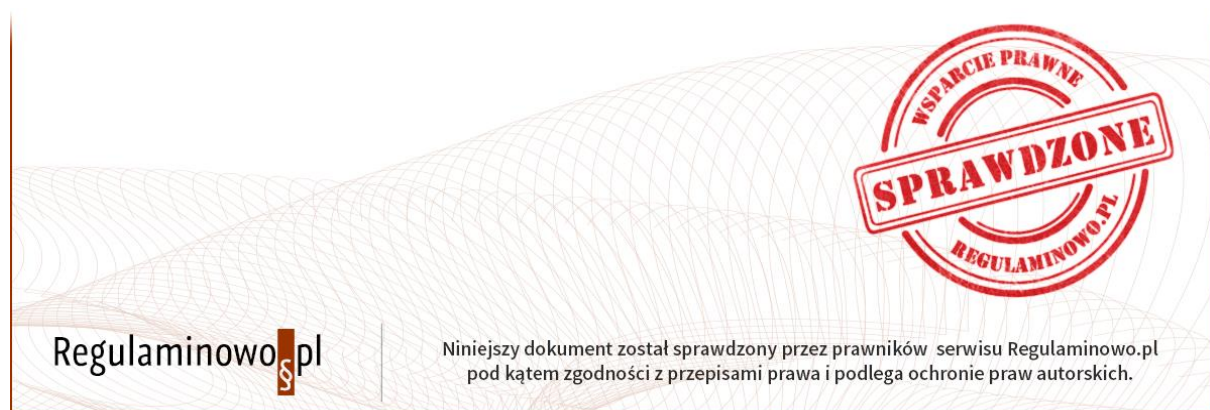 WSPARCIE PRAWNE
SPRAWDZONE
REGULAMINOWO.PL
Regulaminowo§pl
Niniejszy dokument został sprawdzony przez prawników serwisu Regulaminowo.pl
pod kątem zgodności z przepisami prawa i podlega ochronie praw autorskich.